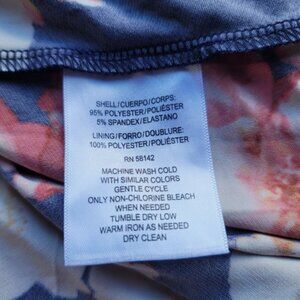 SHELL/CUERPO/CORPS:
95% POLYESTER/POLIÉSTER
5% SPANDEX/ELASTANO
LINING/FORRO/DOUBLURE:
100% POLYESTER/POLIÉSTER
RN 58142
MACHINE WASH COLD
WITH SIMILAR COLORS
GENTLE CYCLE
ONLY NON-CHLORINE BLEACH
WHEN NEEDED
TUMBLE DRY LOW
WARM IRON AS NEEDED
DRY CLEAN